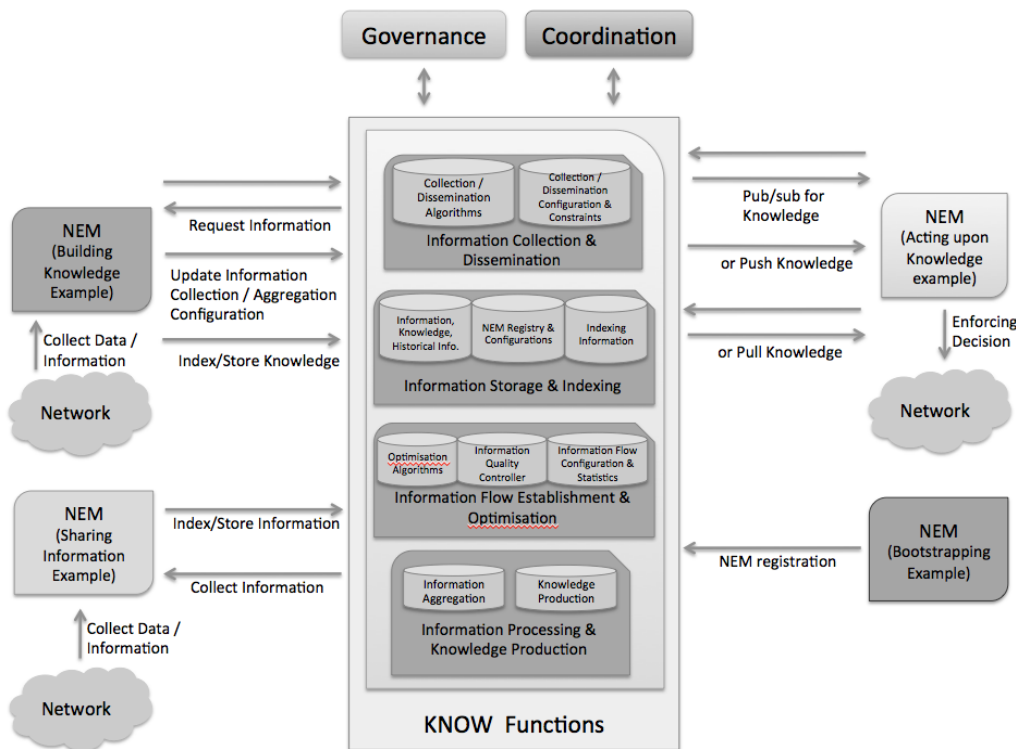 Governance
Coordination
Collection /
Dissemination
Algorithms
Collection /
Dissemination
Configuration &
Constraints
Information Collection &
Dissemination
Information,
Knowledge,
Historical Info.
NEM Registry &
Configurations
Indexing
Information
Information Storage & Indexing
Optimisation
Algorithms
Information
Quality
Controller
Information Flow
Configuration &
Statistics
Information Flow Establishment &
Optimisation
Information
Aggregation
Knowledge
Production
Information Processing &
Knowledge Production
KNOW Functions
NEM
(Building
Knowledge
Example)
Request Information
Update Information
Collection / Aggregation
Configuration
Index/Store Knowledge
Collect Data /
Information
Network
NEM
(Sharing
Information
Example)
Index/Store Information
Collect Information
Collect Data /
Information
Network
Pub/sub for
Knowledge
or Push Knowledge
or Pull Knowledge
NEM
(Acting upon
Knowledge
example)
Enforcing
Decision
Network
NEM registration
NEM
(Bootstrapping
Example)